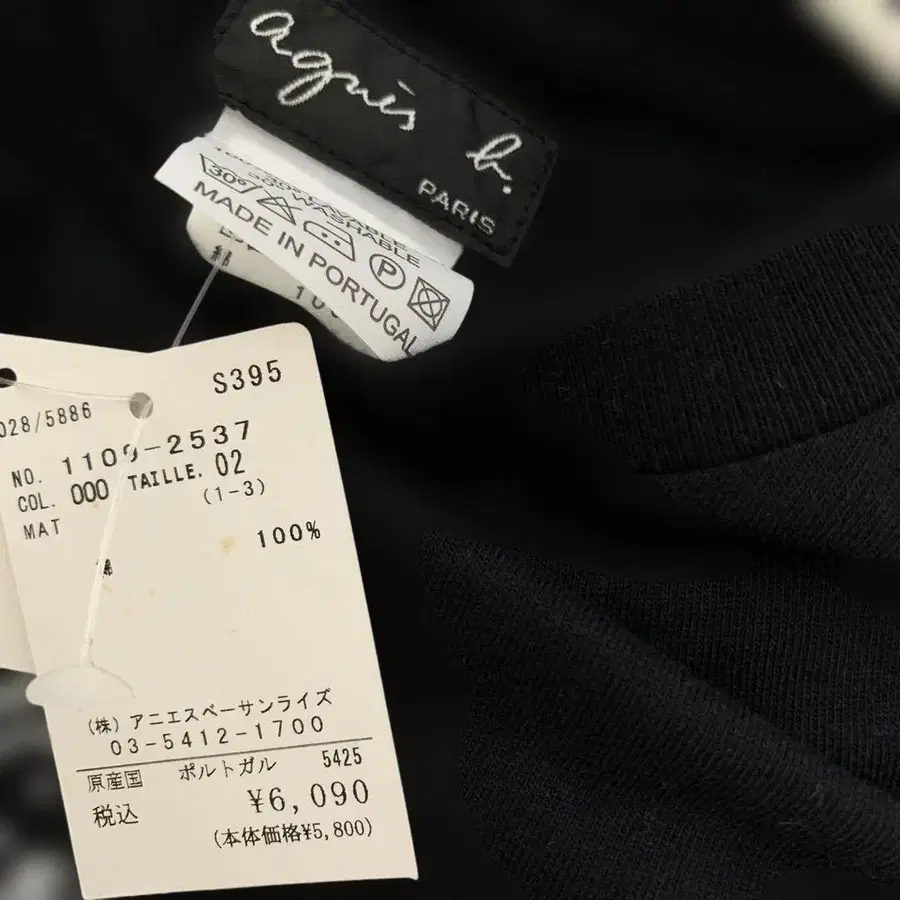 agnès b.
PARIS
30°
P
MADE IN PORTUGAL
S395
028/5886
NO. 1109-2537
COL. 000 TAILLE. 02
(1-3)
MAT
綿 100%
(株)アニエスベーサンライズ
03-5412-1700
原産国 ポルトガル 5425
税込 ¥6,090
(本体価格¥5,800)